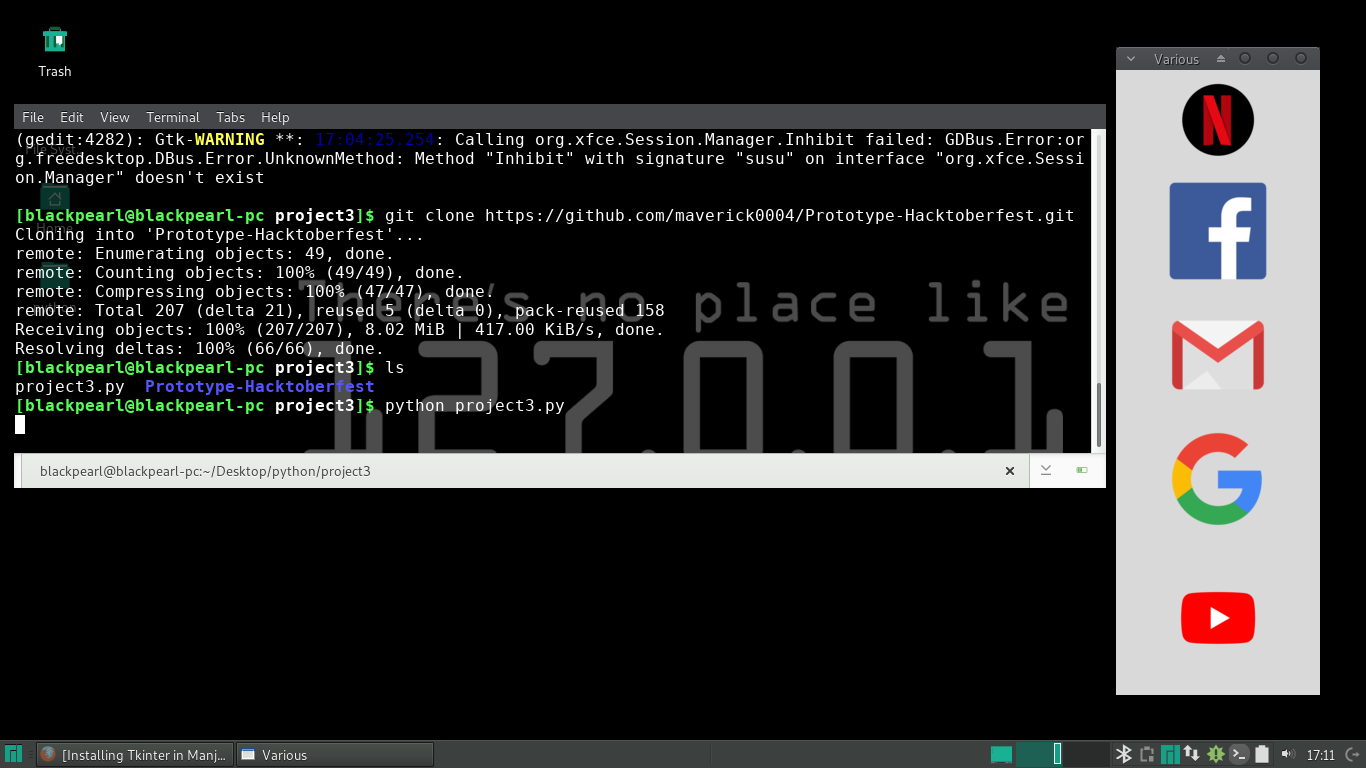 Trash
Various
File Edit View Terminal Tabs Help
(gedit:4282): Gtk-WARNING **: 17:04:25.254: Calling org.xfce.Session.Manager.Inhibit failed: GDBus.Error:or
g.freedesktop.DBus.Error.UnknownMethod: Method "Inhibit" with signature "susu" on interface "org.xfce.Sessi
on.Manager" doesn't exist
[blackpearl@blackpearl-pc project3]$ git clone https://github.com/maverick0004/Prototype-Hacktoberfest.git
Cloning into 'Prototype-Hacktoberfest'...
remote: Enumerating objects: 49, done.
remote: Counting objects: 100% (49/49), done.
remote: Compressing objects: 100% (47/47), done.
remote: Total 207 (delta 21), reused 5 (delta 0), pack-reused 158
Receiving objects: 100% (207/207), 8.02 MiB | 417.00 KiB/s, done.
Resolving deltas: 100% (66/66), done.
[blackpearl@blackpearl-pc project3]$ ls
project3.py Prototype-Hacktoberfest
[blackpearl@blackpearl-pc project3]$ python project3.py
File Syst...
Home
There's no place like
127.0.0.1
blackpearl@blackpearl-pc:~/Desktop/python/project3
[Installing Tkinter in Manj...
Various
17:11